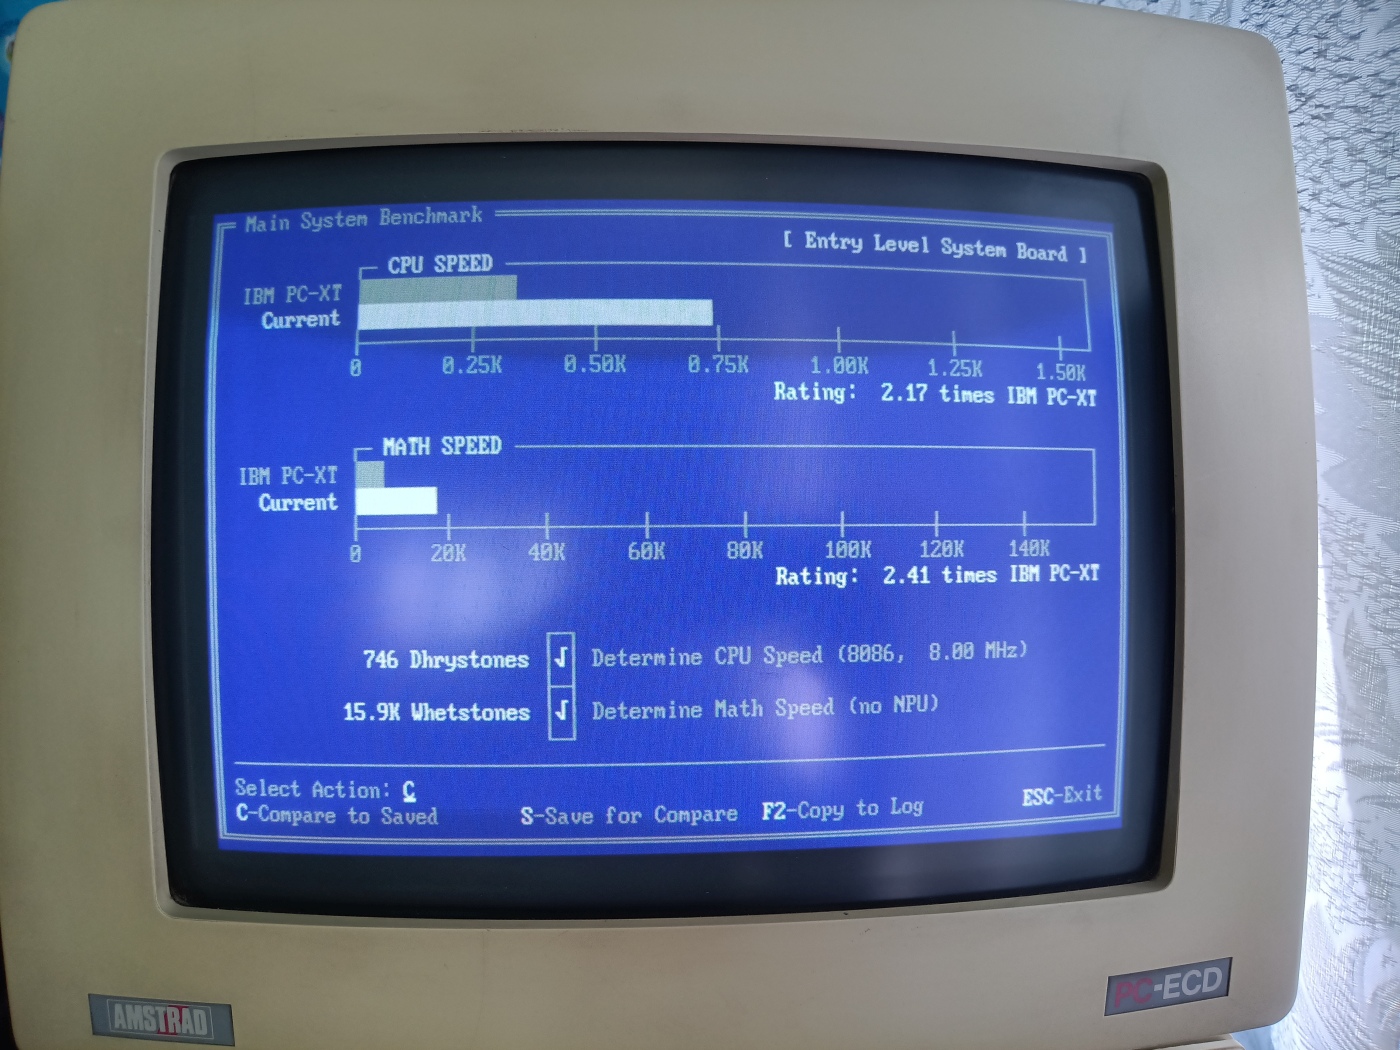 Main System Benchmark
[ Entry Level System Board ]
CPU SPEED
IBM PC-XT
Current
0 0.25K 0.50K 0.75K 1.00K 1.25K 1.50K
Rating: 2.17 times IBM PC-XT
MATH SPEED
IBM PC-XT
Current
0 20K 40K 60K 80K 100K 120K 140K
Rating: 2.41 times IBM PC-XT
746 Dhrystones √ Determine CPU Speed (8086, 8.00 MHz)
15.9K Whetstones √ Determine Math Speed (no NPU)
Select Action: C
C-Compare to Saved S-Save for Compare F2-Copy to Log ESC-Exit
AMSTRAD
PC-ECD